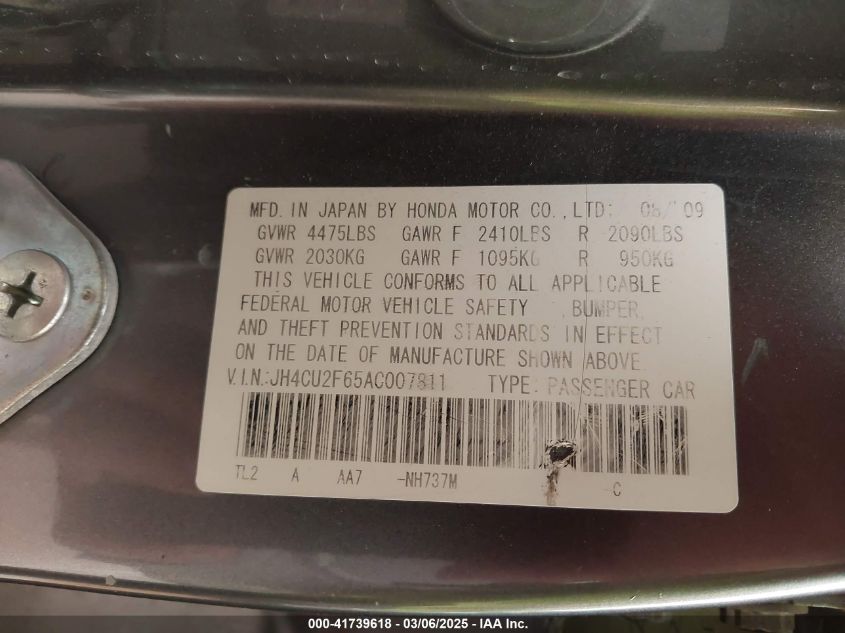 MFD. IN JAPAN BY HONDA MOTOR CO.,LTD: 08/ 09
GVWR 4475LBS GAWR F 2410LBS R 2090LBS
GVWR 2030KG GAWR F 1095KG R 950KG
THIS VEHICLE CONFORMS TO ALL APPLICABLE
FEDERAL MOTOR VEHICLE SAFETY ,BUMPER,
AND THEFT PREVENTION STANDARDS IN EFFECT
ON THE DATE OF MANUFACTURE SHOWN ABOVE.
V.I.N.:JH4CU2F65AC007811 TYPE: PASSENGER CAR
TL2 A AA7 -NH737M -C
000-41739618 - 03/06/2025 - IAA Inc.